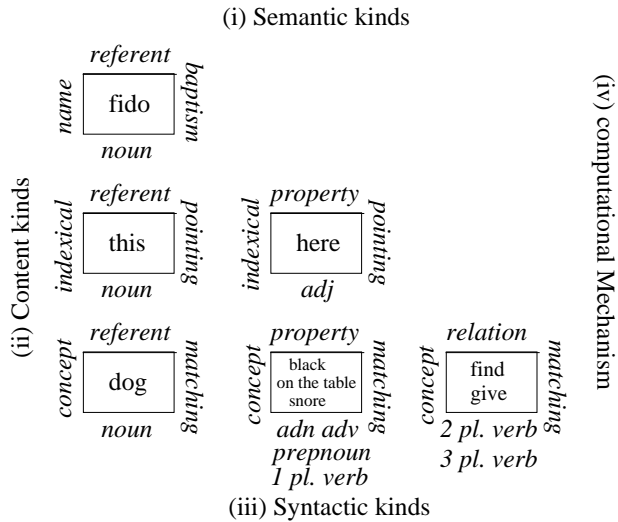 (i) Semantic kinds
referent
name
fido
baptism
noun
(ii) Content kinds
(iv) computational Mechanism
referent
indexical
this
pointing
noun
property
indexical
here
pointing
adj
referent
concept
dog
matching
noun
property
concept
black
on the table
snore
matching
adn adv
prepnoun
1 pl. verb
relation
concept
find
give
matching
2 pl. verb
3 pl. verb
(iii) Syntactic kinds